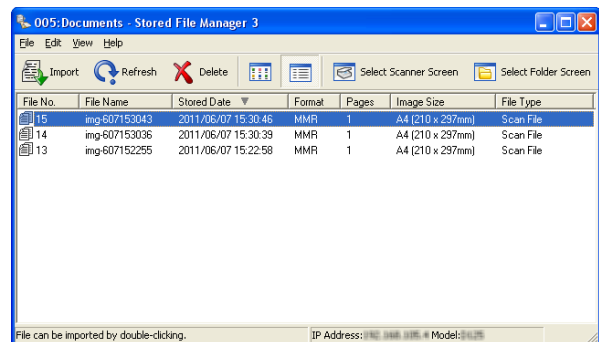 005:Documents - Stored File Manager 3
File Edit View Help
Import Refresh Delete Select Scanner Screen Select Folder Screen
File No. File Name Stored Date Format Pages Image Size File Type
15 img-607153043 2011/06/07 15:30:46 MMR 1 A4 (210 x 297mm) Scan File
14 img-607153036 2011/06/07 15:30:39 MMR 1 A4 (210 x 297mm) Scan File
13 img-607152255 2011/06/07 15:22:58 MMR 1 A4 (210 x 297mm) Scan File
File can be imported by double-clicking. IP Address: Model: